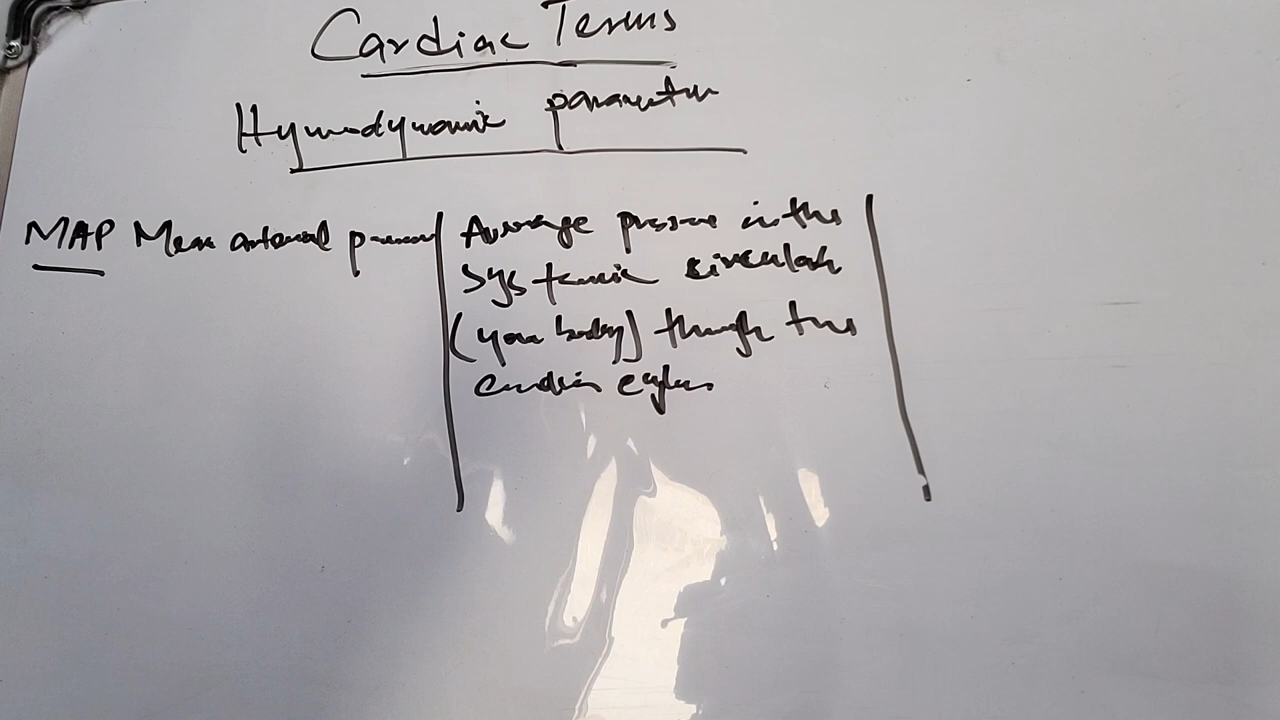 Cardiac Terms
Hymodynamic parameter
MAP Mean arterial pressure
Average pressure in the
systemic circulation
(your body) through the
cardiac cycles